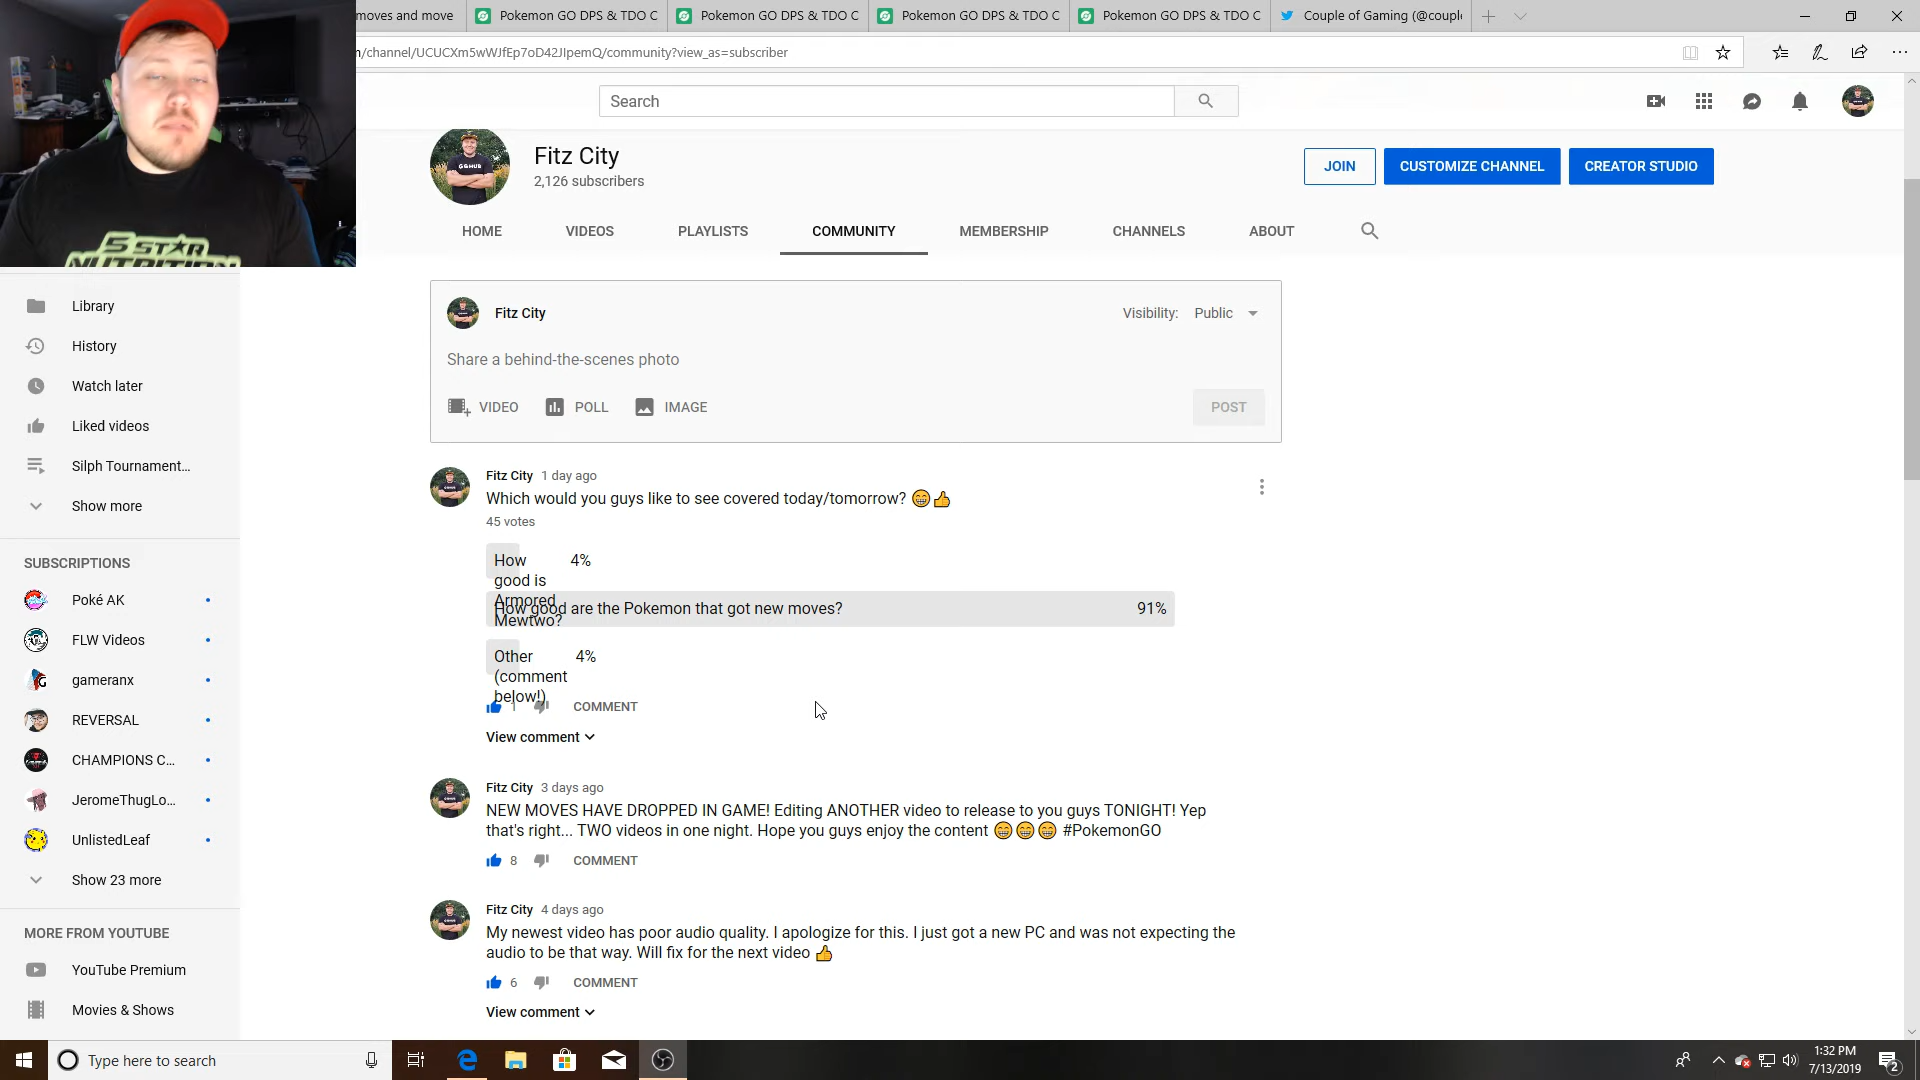 moves and move
Pokemon GO DPS & TDO C
Pokemon GO DPS & TDO C
Pokemon GO DPS & TDO C
Pokemon GO DPS & TDO C
Couple of Gaming (@coupl
/channel/UCUCXm5wWJfEp7oD42JIpemQ/community?view_as=subscriber
Search
Fitz City
2,126 subscribers
JOIN
CUSTOMIZE CHANNEL
CREATOR STUDIO
HOME
VIDEOS
PLAYLISTS
COMMUNITY
MEMBERSHIP
CHANNELS
ABOUT
5 STAR
NUTRITION
GGHUB
Library
History
Watch later
Liked videos
Silph Tournament...
Show more
SUBSCRIPTIONS
Poké AK
FLW Videos
gameranx
REVERSAL
CHAMPIONS C...
JeromeThugLo...
UnlistedLeaf
Show 23 more
MORE FROM YOUTUBE
YouTube Premium
Movies & Shows
Fitz City
Visibility: Public
Share a behind-the-scenes photo
VIDEO
POLL
IMAGE
POST
Fitz City 1 day ago
Which would you guys like to see covered today/tomorrow? 😁👍
45 votes
How good is Armored Mewtwo?
4%
How good are the Pokemon that got new moves?
91%
Other (comment below!)
4%
1
COMMENT
View comment
Fitz City 3 days ago
NEW MOVES HAVE DROPPED IN GAME! Editing ANOTHER video to release to you guys TONIGHT! Yep
that's right... TWO videos in one night. Hope you guys enjoy the content 😁😁😁 #PokemonGO
8
COMMENT
Fitz City 4 days ago
My newest video has poor audio quality. I apologize for this. I just got a new PC and was not expecting the
audio to be that way. Will fix for the next video 👍
6
COMMENT
View comment
Type here to search
1:32 PM
7/13/2019
2